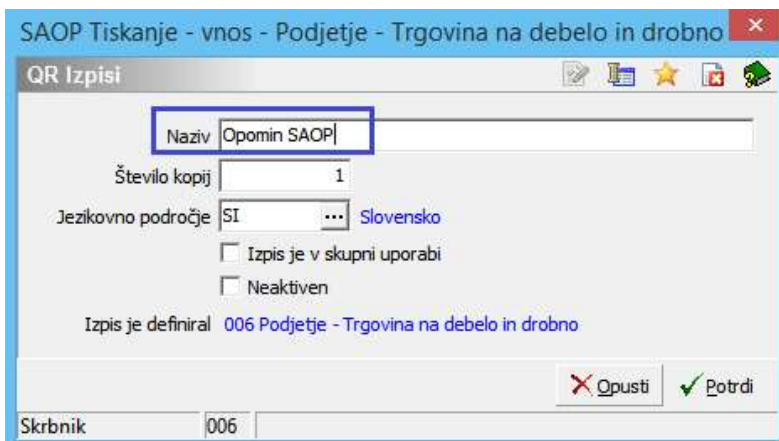 SAOP Tiskanje - vnos - Podjetje - Trgovina na debelo in drobno
QR Izpisi
Naziv Opomin SAOP
Število kopij 1
Jezikovno področje SI ... Slovensko
Izpis je v skupni uporabi
Neaktiven
Izpis je definiral 006 Podjetje - Trgovina na debelo in drobno
Opusti Potrdi
Skrbnik 006